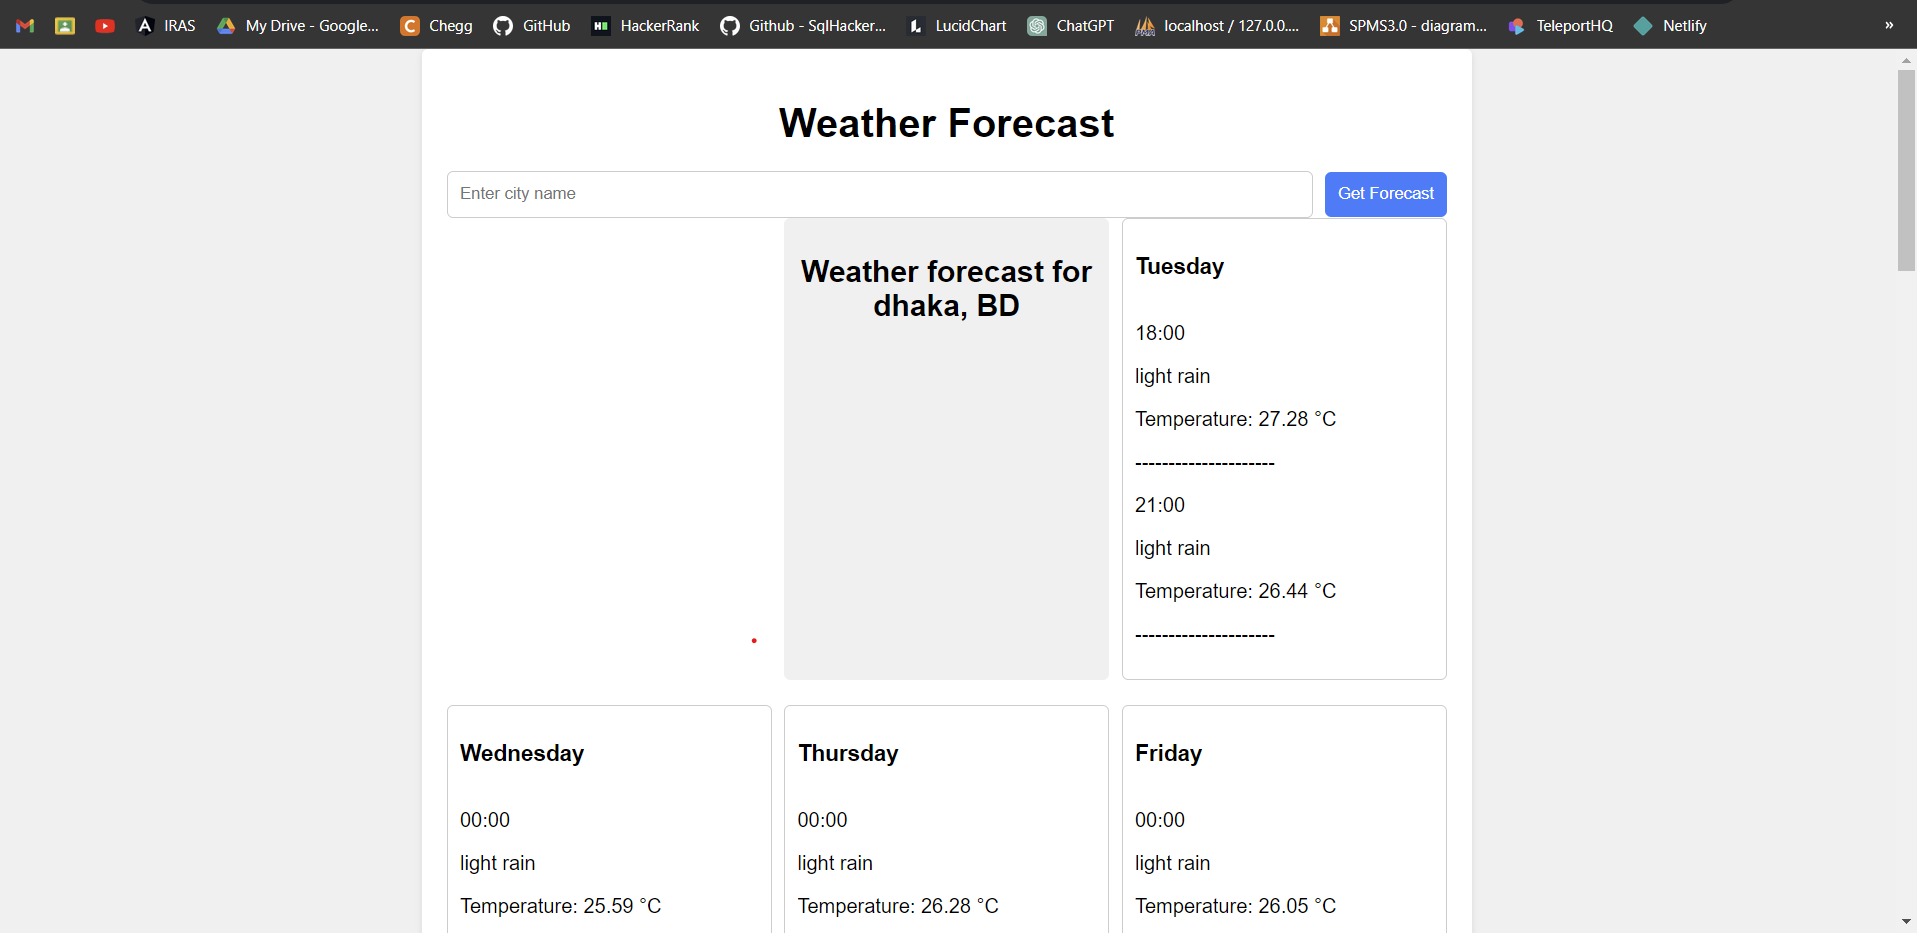 IRAS My Drive - Google... Chegg GitHub HackerRank Github - SqlHacker... LucidChart ChatGPT localhost / 127.0.0.... SPMS3.0 - diagram... TeleportHQ Netlify »
Weather Forecast
Enter city name Get Forecast
Weather forecast for
dhaka, BD
Tuesday
18:00
light rain
Temperature: 27.28 °C
---------------------
21:00
light rain
Temperature: 26.44 °C
---------------------
Wednesday
00:00
light rain
Temperature: 25.59 °C
Thursday
00:00
light rain
Temperature: 26.28 °C
Friday
00:00
light rain
Temperature: 26.05 °C